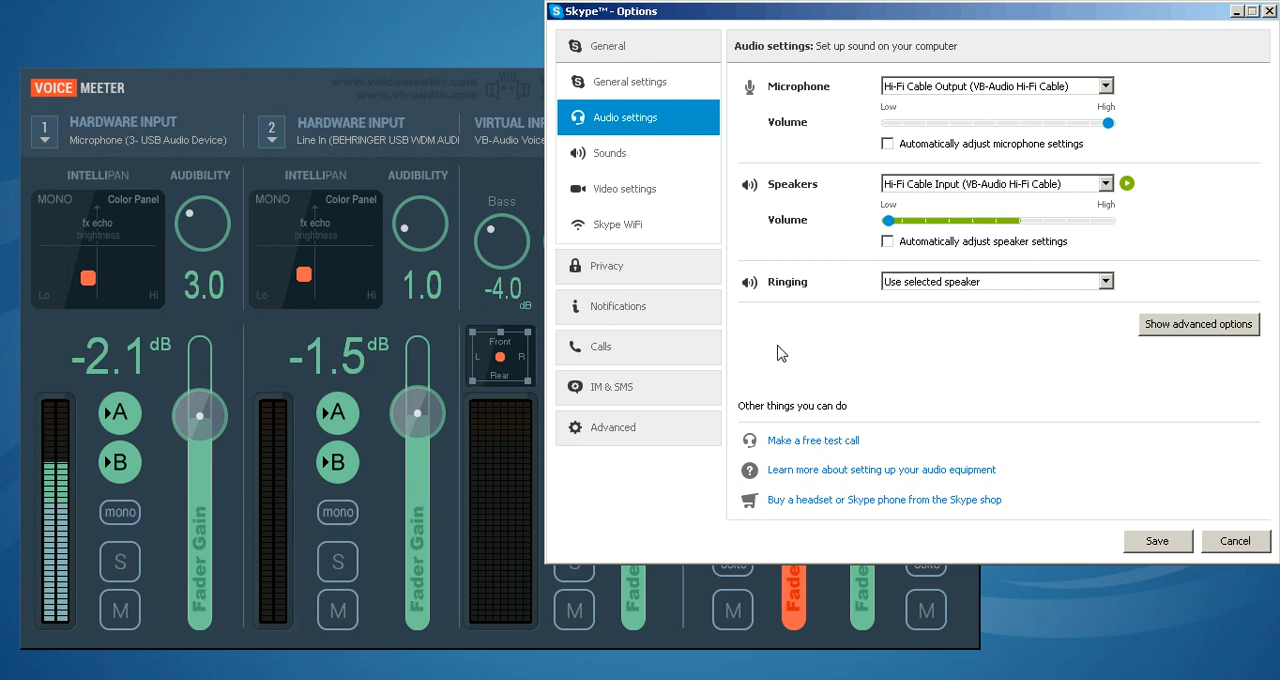 Skype™ - Options
VOICE MEETER
www.voicemeeter.com
www.vb-audio.com
1
HARDWARE INPUT
Microphone (3- USB Audio Device)
2
HARDWARE INPUT
Line In (BEHRINGER USB WDM AUDI
VIRTUAL INP
VB-Audio Voice
INTELLIPAN
AUDIBILITY
INTELLIPAN
AUDIBILITY
MONO
Color Panel
fx echo
brightness
Lo
Hi
3.0
MONO
Color Panel
fx echo
brightness
Lo
Hi
1.0
Bass
-4.0
dB
-2.1 dB
-1.5 dB
Front
L
R
Rear
A
B
mono
S
M
Fader Gain
A
B
mono
S
M
Fader Gain
M
M
M
General
General settings
Audio settings
Sounds
Video settings
Skype WiFi
Privacy
Notifications
Calls
IM & SMS
Advanced
Audio settings: Set up sound on your computer
Microphone
Hi-Fi Cable Output (VB-Audio Hi-Fi Cable)
Low
High
Volume
Automatically adjust microphone settings
Speakers
Hi-Fi Cable Input (VB-Audio Hi-Fi Cable)
Low
High
Volume
Automatically adjust speaker settings
Ringing
Use selected speaker
Show advanced options
Other things you can do
Make a free test call
Learn more about setting up your audio equipment
Buy a headset or Skype phone from the Skype shop
Save
Cancel